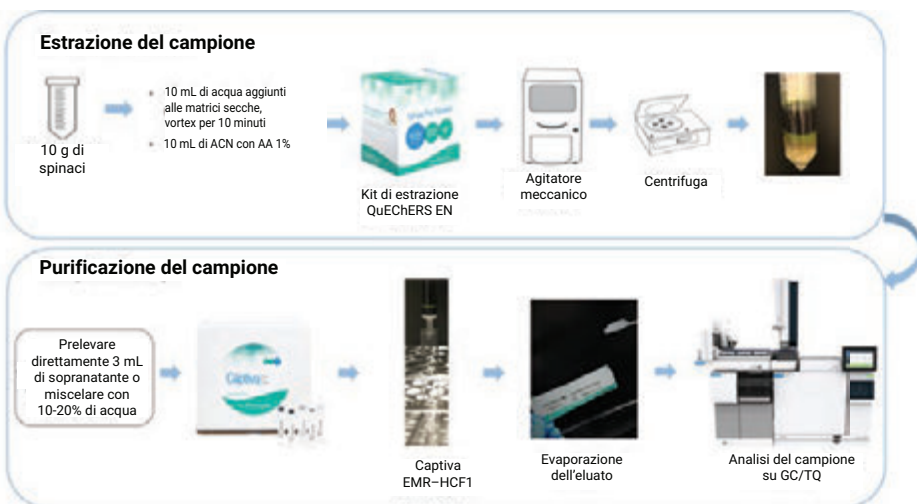 Estrazione del campione
10 g di
spinaci
10 mL di acqua aggiunti
alle matrici secche,
vortex per 10 minuti
10 mL di ACN con AA 1%
Kit di estrazione
QuEChERS EN
Agitatore
meccanico
Centrifuga
Purificazione del campione
Prelevare
direttamente 3 mL
di sopranatante o
miscelare con
10-20% di acqua
Captiva
Captiva
EMR–HCF1
Evaporazione
dell'eluato
Analisi del campione
su GC/TQ